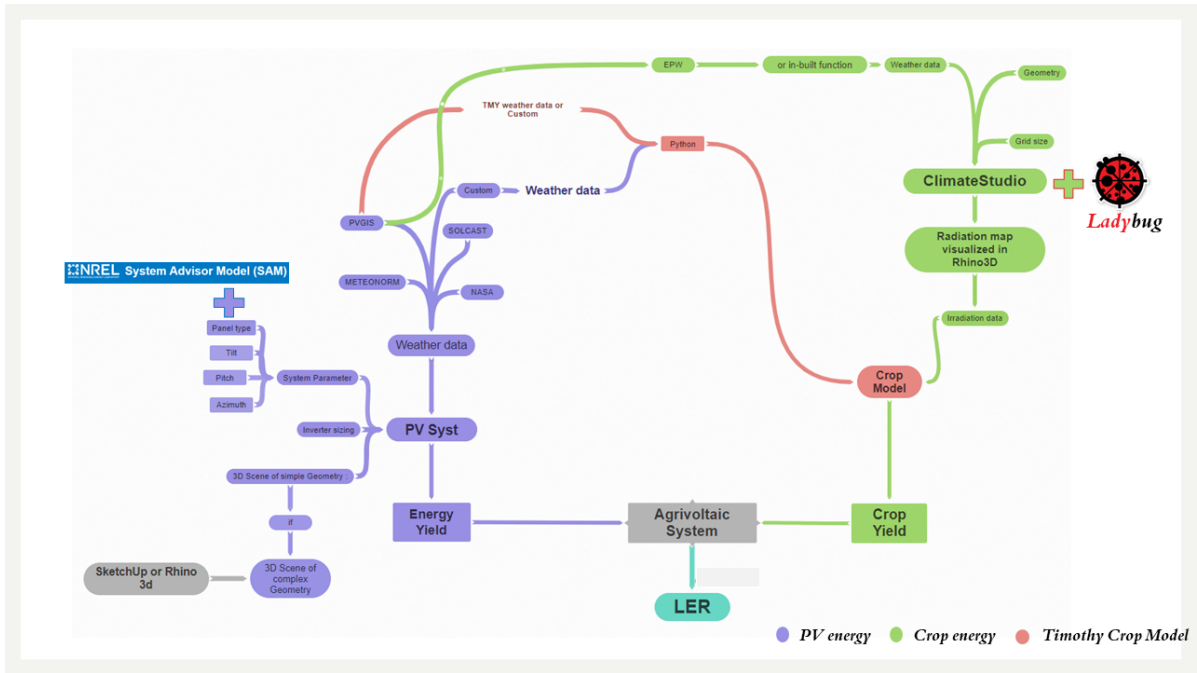 EPW
or in-built function
Weather data
Geometry
TMY weather data or
Custom
Python
Grid size
ClimateStudio
Ladybug
Custom
Weather data
PVGIS
SOLCAST
Radiation map
visualized in
Rhino3D
NREL System Advisor Model (SAM)
METEONORM
NASA
Irradiation data
Panel type
Tilt
Pitch
Azimuth
System Parameter
Weather data
Crop
Model
Inverter sizing
PV Syst
3D Scene of simple Geometry
if
3D Scene of
complex
Geometry
SketchUp or Rhino
3d
Energy
Yield
Agrivoltaic
System
Crop
Yield
LER
PV energy
Crop energy
Timothy Crop Model